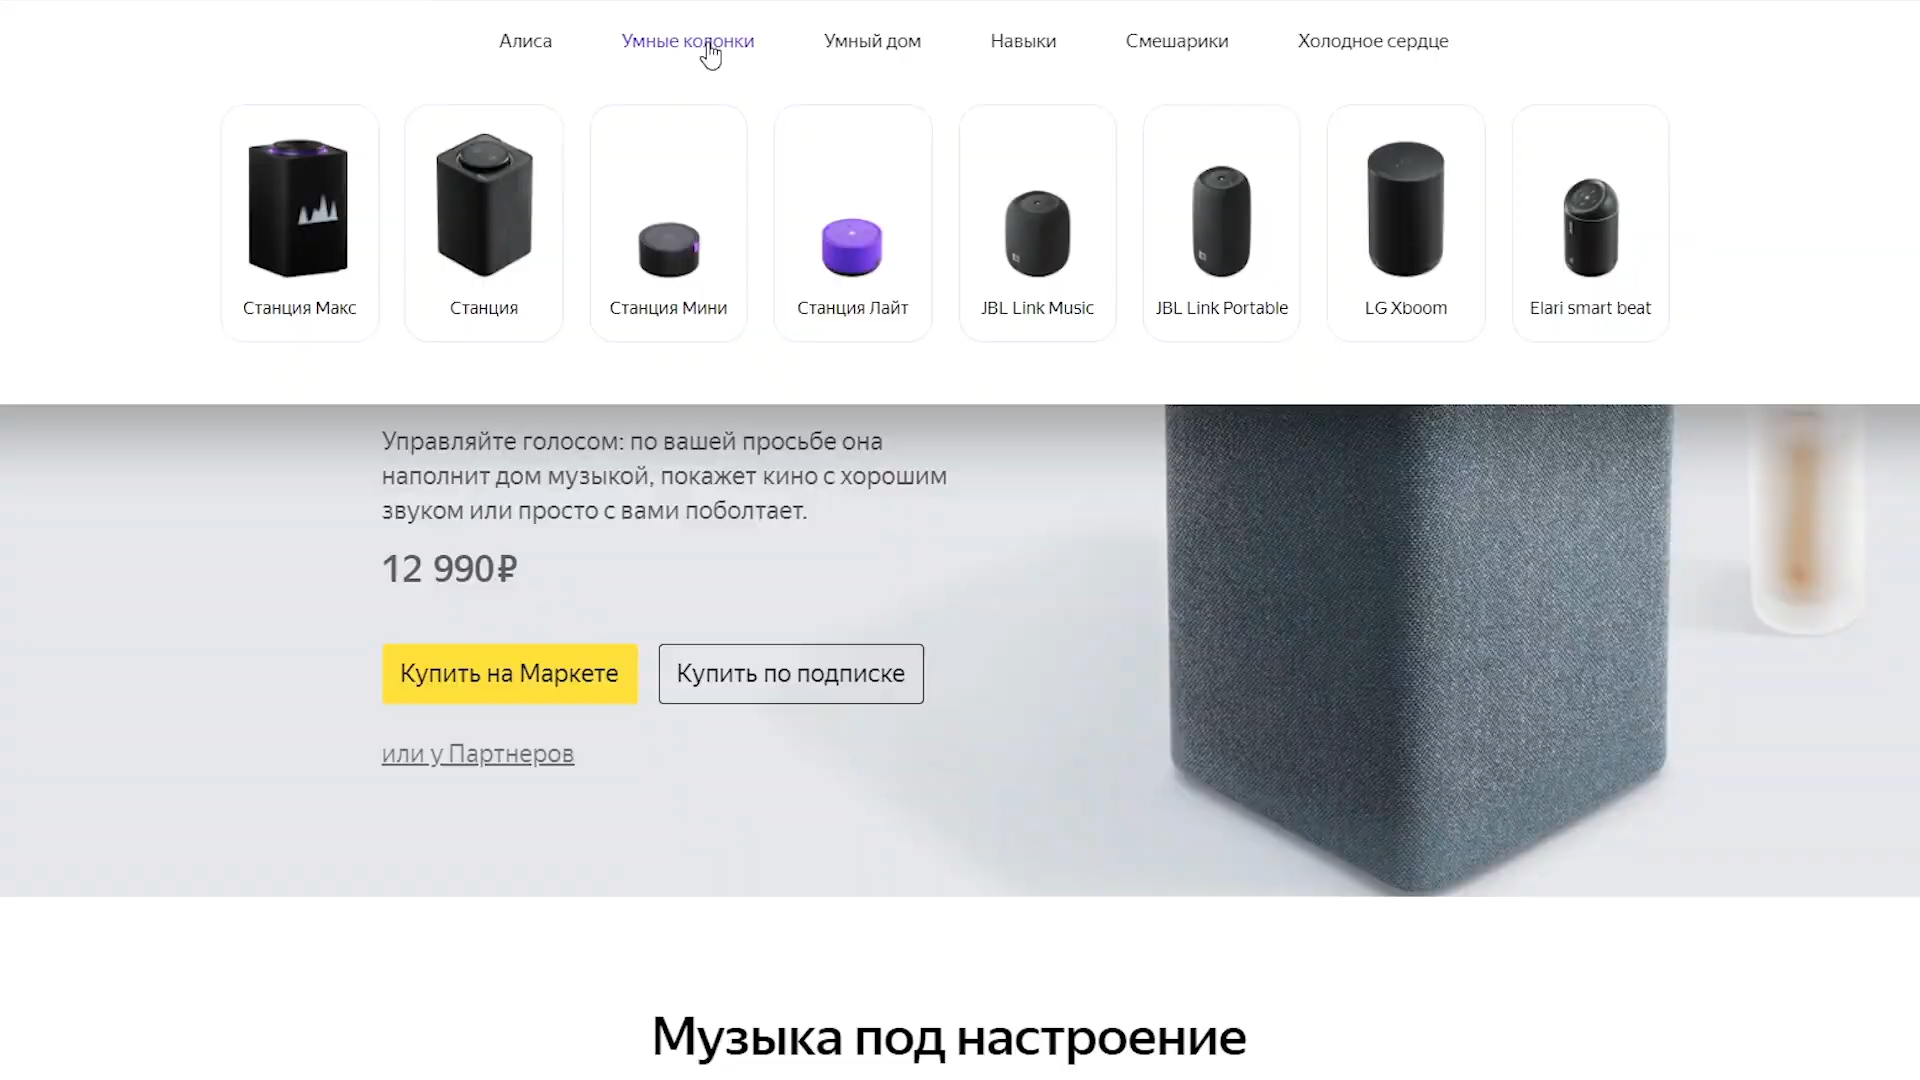 Алиса
Умные колонки
Умный дом
Навыки
Смешарики
Холодное сердце
Станция Макс
Станция
Станция Мини
Станция Лайт
JBL Link Music
JBL Link Portable
LG Xboom
Elari smart beat
Управляйте голосом: по вашей просьбе она
наполнит дом музыкой, покажет кино с хорошим
звуком или просто с вами поболтает.
12 990₽
Купить на Маркете
Купить по подписке
или у Партнеров
Музыка под настроение